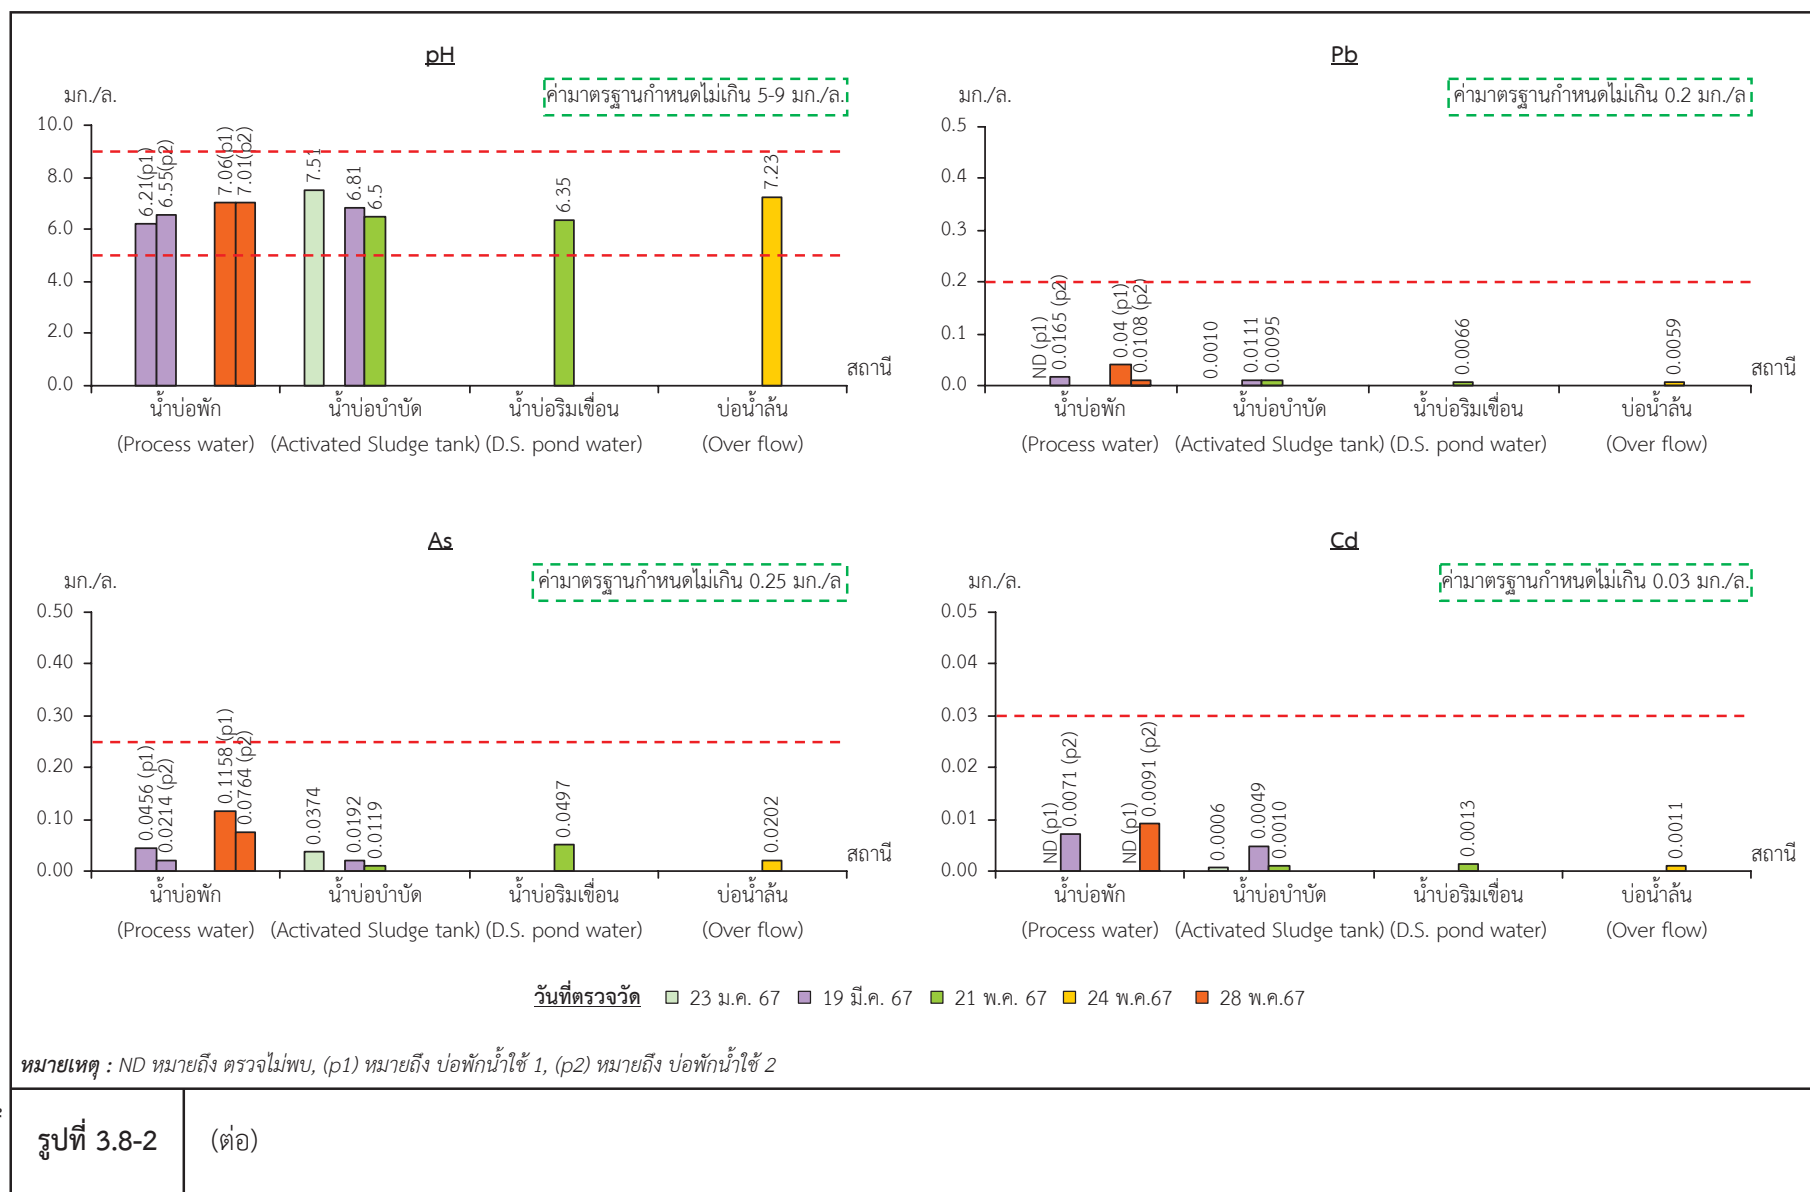 pH
มก./ล.
ค่ามาตรฐานกำหนดไม่เกิน 5-9 มก./ล.
10.0
8.0
6.0
4.0
2.0
0.0
6.21(p1)
6.55(p2)
7.06(p1)
7.01(p2)
7.51
6.81
6.5
6.35
7.23
สถานี
น้ำบ่อพัก น้ำบ่อบำบัด น้ำบ่อริมเขื่อน บ่อน้ำล้น
(Process water) (Activated Sludge tank) (D.S. pond water) (Over flow)
Pb
มก./ล.
ค่ามาตรฐานกำหนดไม่เกิน 0.2 มก./ล
0.5
0.4
0.3
0.2
0.1
0.0
ND (p1)
0.0165 (p2)
0.04 (p1)
0.0108 (p2)
0.0010
0.0111
0.0095
0.0066
0.0059
สถานี
น้ำบ่อพัก น้ำบ่อบำบัด น้ำบ่อริมเขื่อน บ่อน้ำล้น
(Process water) (Activated Sludge tank) (D.S. pond water) (Over flow)
As
มก./ล.
ค่ามาตรฐานกำหนดไม่เกิน 0.25 มก./ล
0.50
0.40
0.30
0.20
0.10
0.00
0.0456 (p1)
0.0214 (p2)
0.1158 (p1)
0.0764 (p2)
0.0374
0.0192
0.0119
0.0497
0.0202
สถานี
น้ำบ่อพัก น้ำบ่อบำบัด น้ำบ่อริมเขื่อน บ่อน้ำล้น
(Process water) (Activated Sludge tank) (D.S. pond water) (Over flow)
Cd
มก./ล.
ค่ามาตรฐานกำหนดไม่เกิน 0.03 มก./ล.
0.05
0.04
0.03
0.02
0.01
0.00
ND (p1)
0.0071 (p2)
ND (p1)
0.0091 (p2)
0.0006
0.0049
0.0010
0.0013
0.0011
สถานี
น้ำบ่อพัก น้ำบ่อบำบัด น้ำบ่อริมเขื่อน บ่อน้ำล้น
(Process water) (Activated Sludge tank) (D.S. pond water) (Over flow)
วันที่ตรวจวัด 23 ม.ค. 67 19 มี.ค. 67 21 พ.ค. 67 24 พ.ค.67 28 พ.ค.67
หมายเหตุ : ND หมายถึง ตรวจไม่พบ, (p1) หมายถึง บ่อพักน้ำใช้ 1, (p2) หมายถึง บ่อพักน้ำใช้ 2
รูปที่ 3.8-2 (ต่อ)